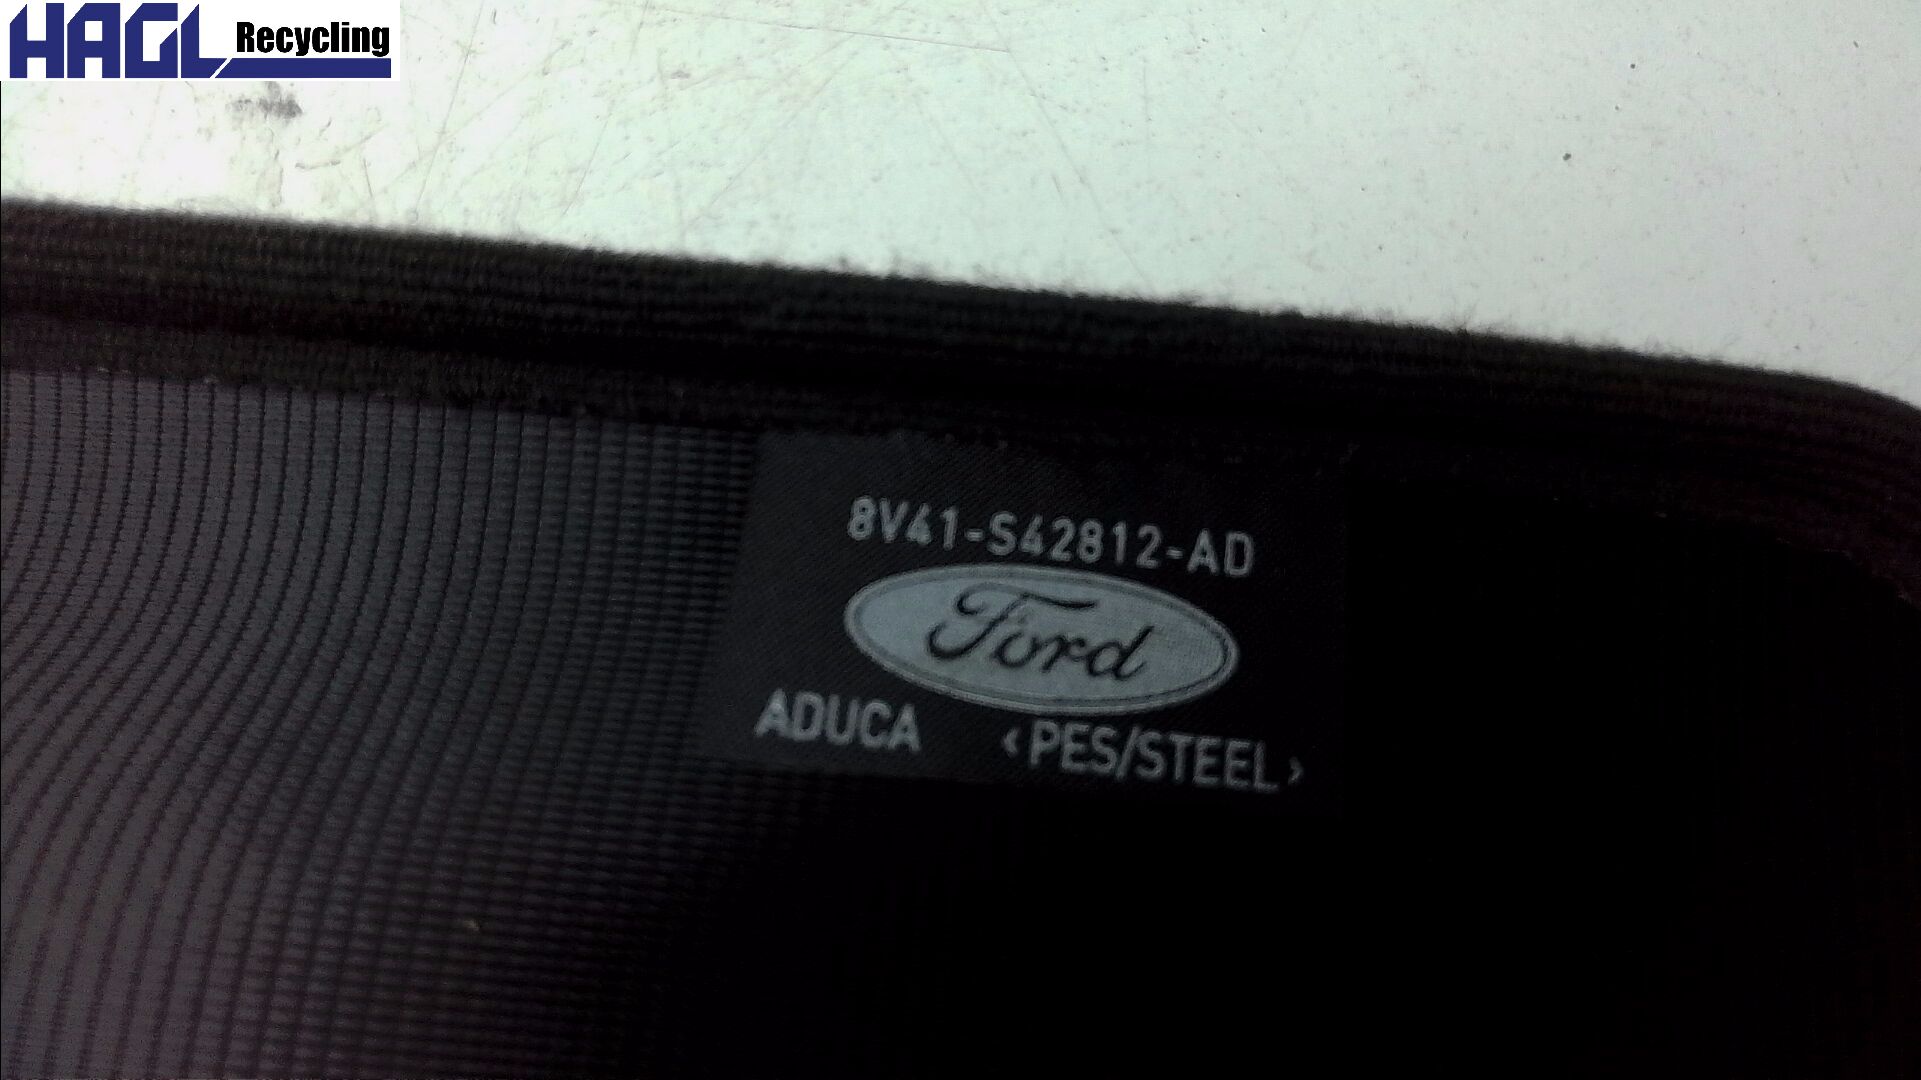 HAGL Recycling
8V41-S42812-AD
Ford
ADUCA ‹PES/STEEL›